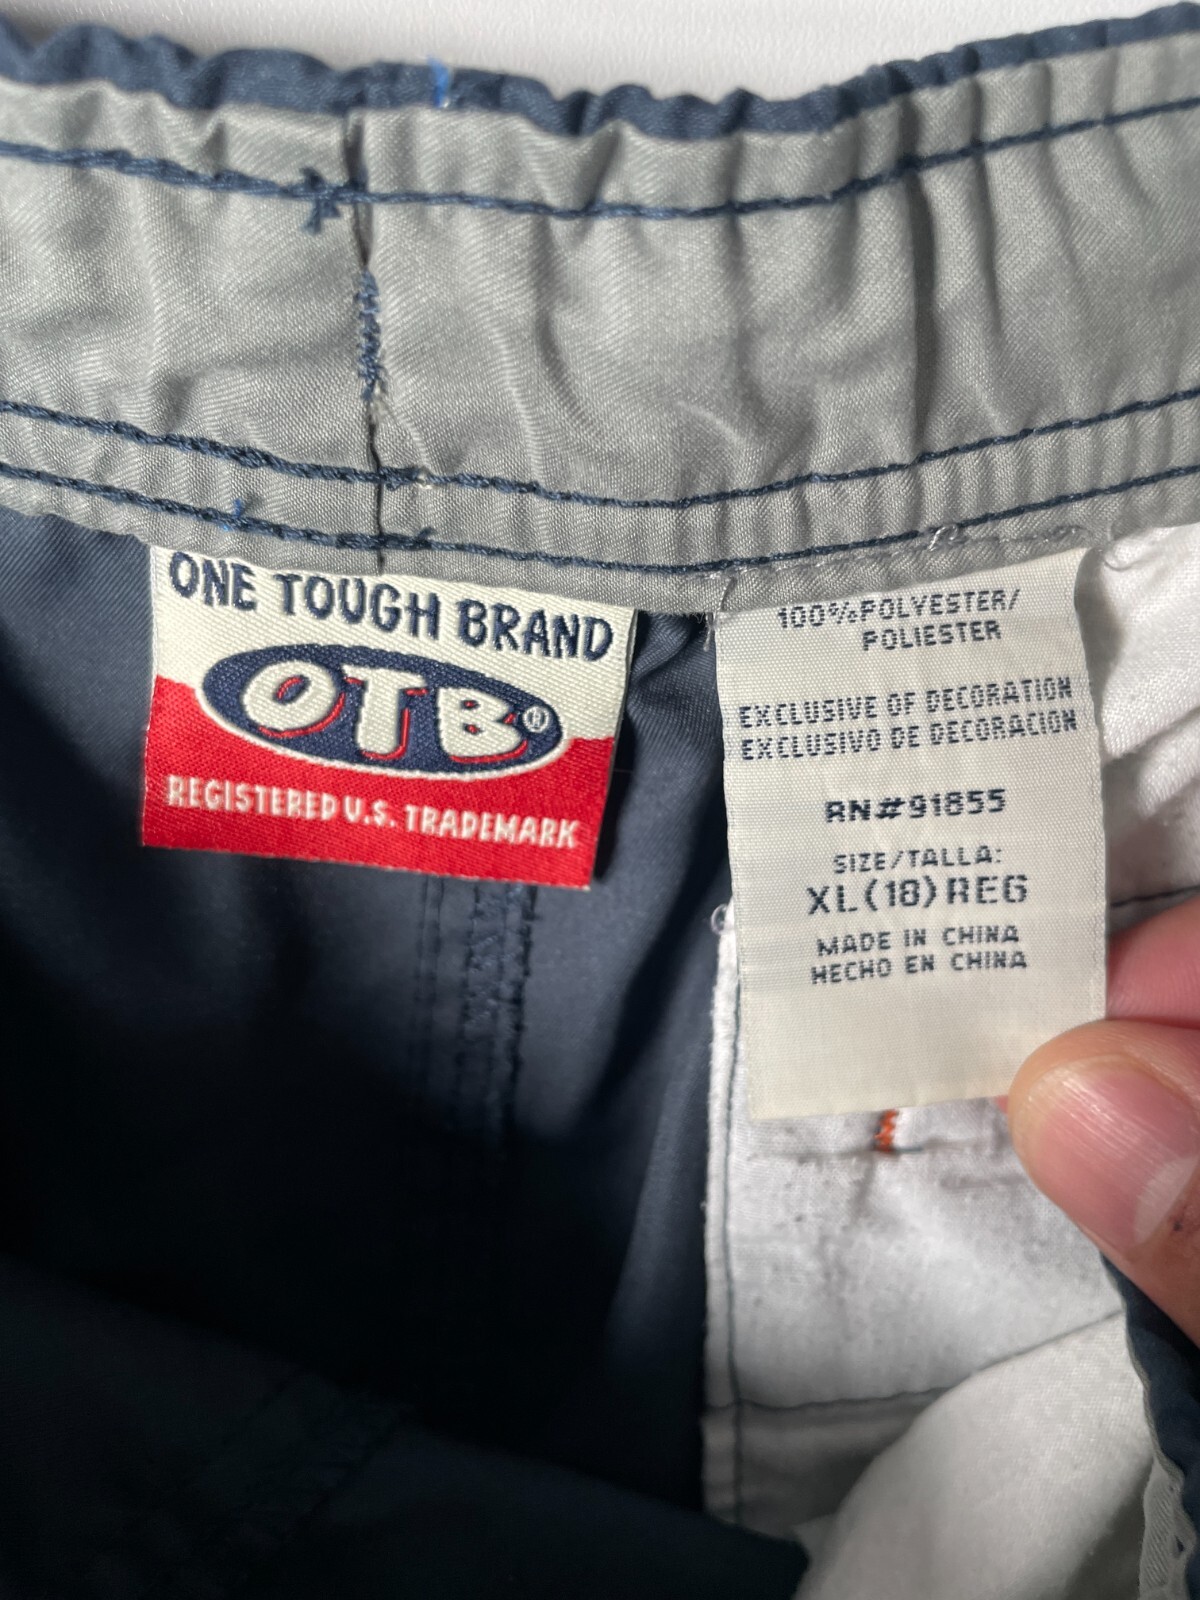 ONE TOUGH BRAND
OTB®
REGISTERED U.S. TRADEMARK
100%POLYESTER/
POLIESTER
EXCLUSIVE OF DECORATION
EXCLUSIVO DE DECORACION
RN#91855
SIZE/TALLA:
XL(18)REG
MADE IN CHINA
HECHO EN CHINA